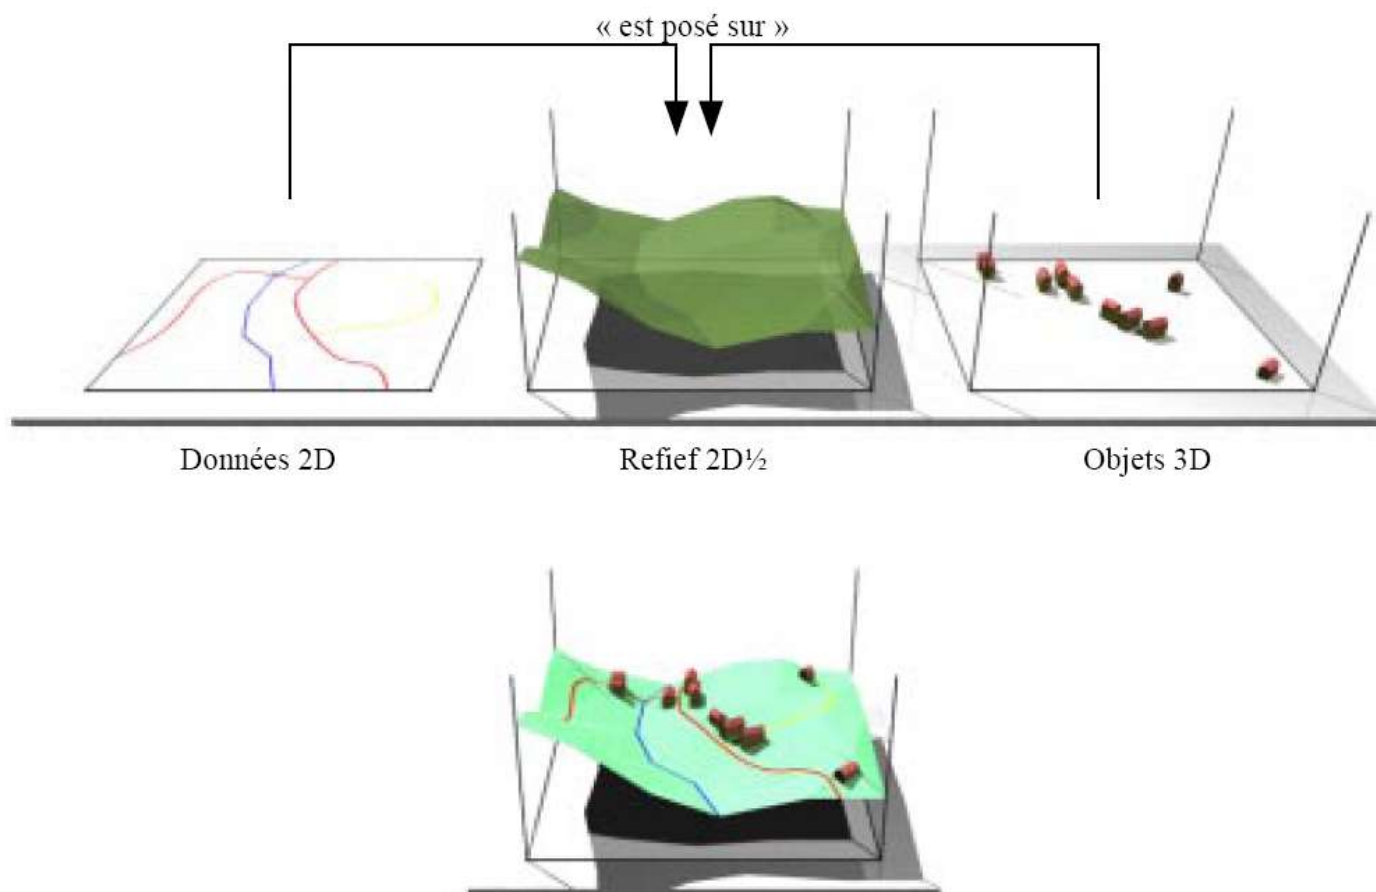 « est posé sur »
Données 2D
Refief 2D½
Objets 3D